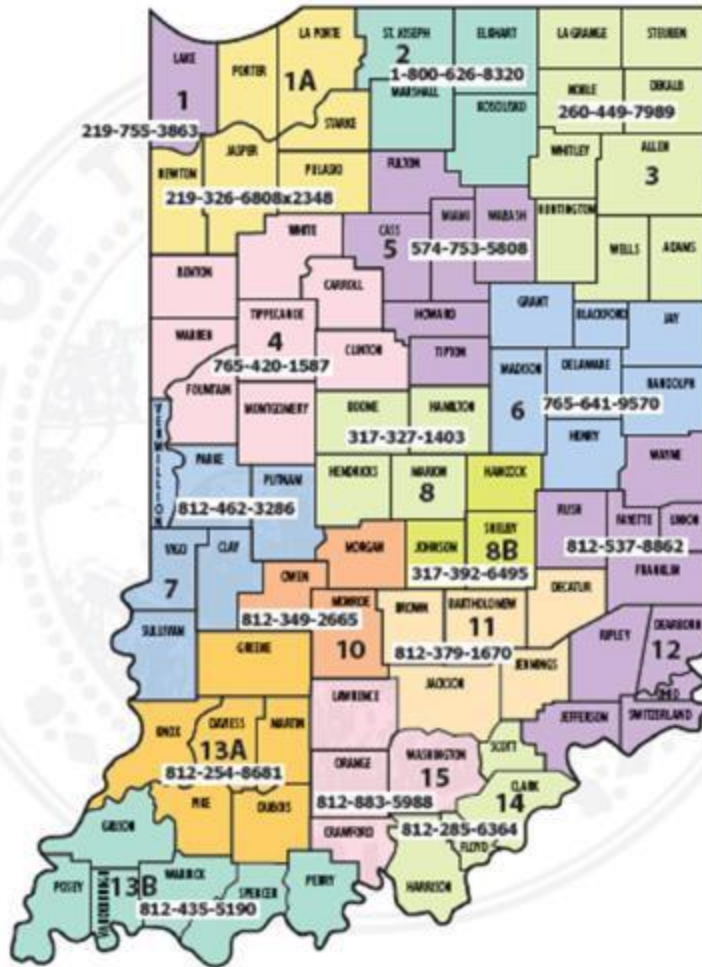 LAKE
1
219-755-3863
PORTER
LA PORTE
1A
STARKE
ST. JOSEPH
2
ELKHART
1-800-626-8320
MARSHALL
KOSCIUSKO
LA GRANGE
STEUBEN
NOBLE
DEKALB
260-449-7989
WHITLEY
ALLEN
3
HUNTINGTON
WELLS
ADAMS
NEWTON
JASPER
PULASKI
219-326-6808x2348
FULTON
CASS
5
MIAMI
WABASH
574-753-5808
HOWARD
TIPTON
WHITE
BENTON
CARROLL
TIPPECANOE
4
WARREN
765-420-1587
CLINTON
FOUNTAIN
MONTGOMERY
GRANT
BLACKFORD
JAY
MADISON
DELAWARE
RANDOLPH
6
765-641-9570
HENRY
BOONE
HAMILTON
317-327-1403
HENDRICKS
MARION
8
HANCOCK
SHELBY
JOHNSON
8B
317-392-6495
VERMILLION
PARKE
PUTNAM
812-462-3286
VIGO
7
CLAY
SULLIVAN
WAYNE
RUSH
FAYETTE
UNION
812-537-8862
FRANKLIN
MORGAN
OWEN
MONROE
812-349-2665
10
BROWN
BARTHOLOMEW
DECATUR
11
812-379-1670
JENNINGS
JACKSON
RIPLEY
DEARBORN
12
OHIO
JEFFERSON
SWITZERLAND
GREENE
KNOX
DAVIESS
MARTIN
13A
812-254-8681
PIKE
DUBOIS
LAWRENCE
ORANGE
WASHINGTON
15
812-883-5988
CRAWFORD
SCOTT
CLARK
14
812-285-6364
FLOYD
HARRISON
GIBSON
POSEY
VANDERBURGH
13B
WARRICK
SPENCER
PERRY
812-435-5190